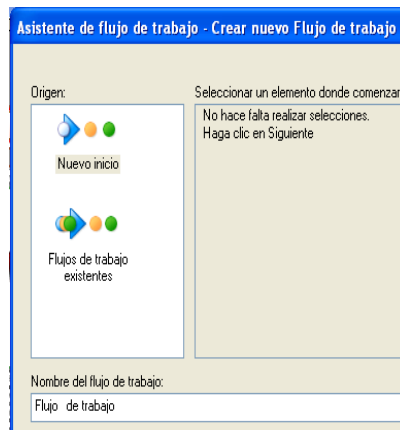 Asistente de flujo de trabajo - Crear nuevo Flujo de trabajo
Origen:
Seleccionar un elemento donde comenzar
Nuevo inicio
Flujos de trabajo
existentes
No hace falta realizar selecciones.
Haga clic en Siguiente
Nombre del flujo de trabajo:
Flujo de trabajo